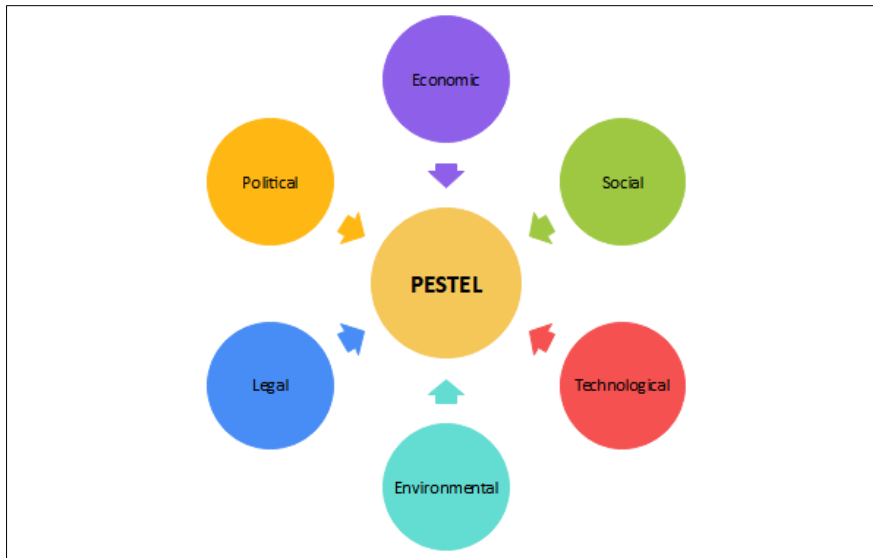 Economic
Political
Social
PESTEL
Legal
Technological
Environmental